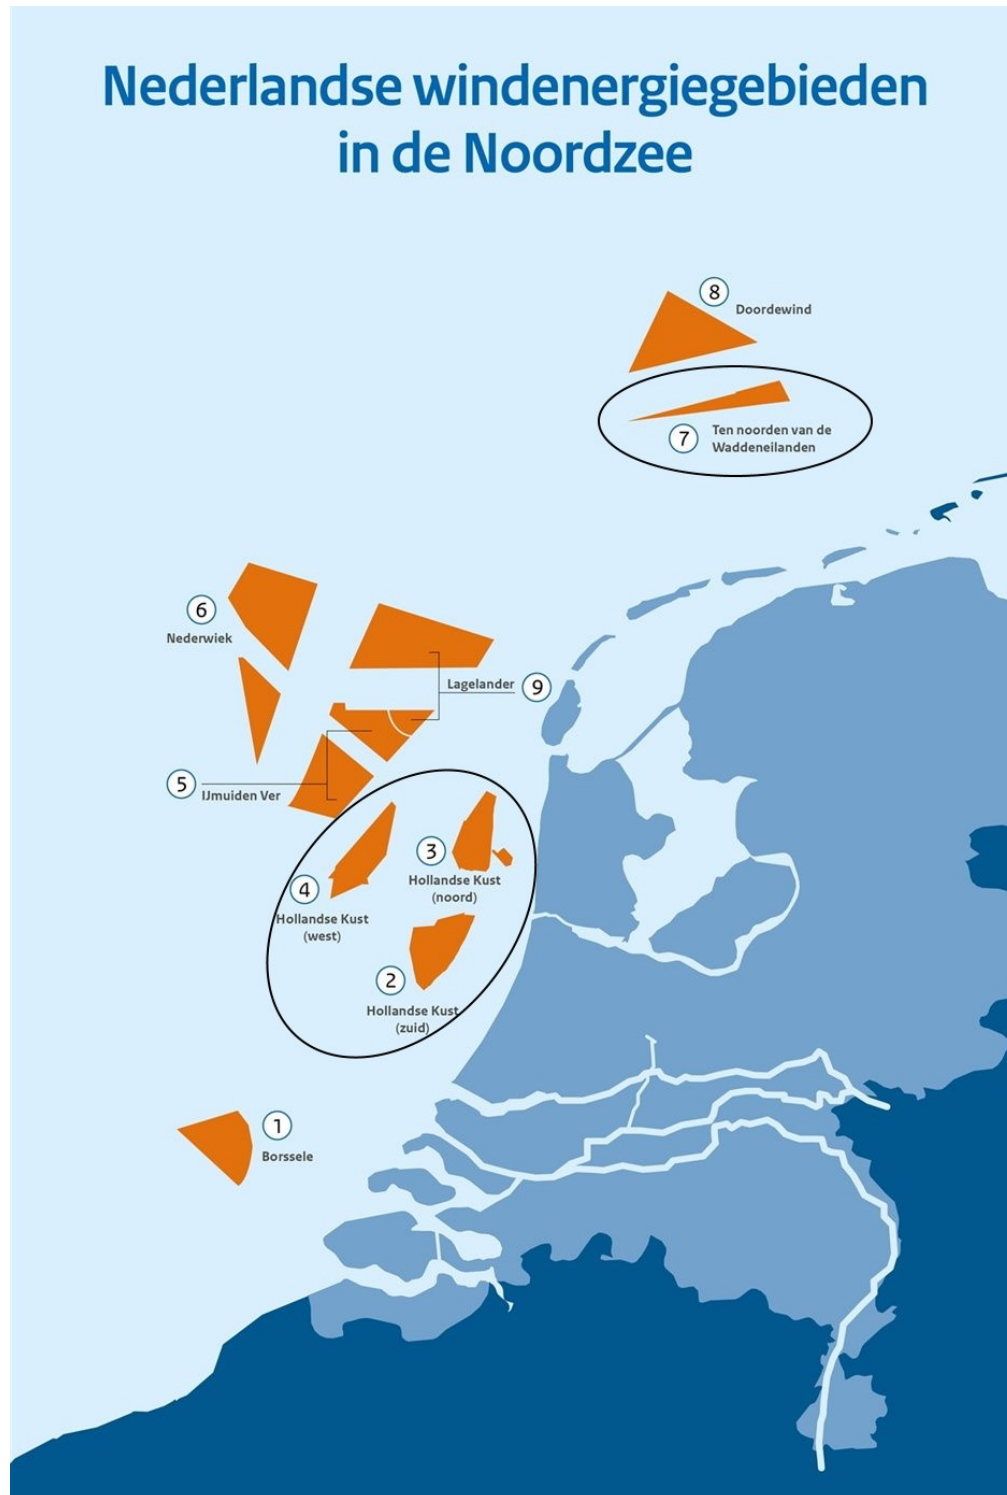 Nederlandse windenergiegebieden
in de Noordzee
8
Doordewind
7
Ten noorden van de
Waddeneilanden
6
Nederwiek
Lagelander
9
5
IJmuiden Ver
3
Hollandse Kust
(noord)
4
Hollandse Kust
(west)
2
Hollandse Kust
(zuid)
1
Borssele